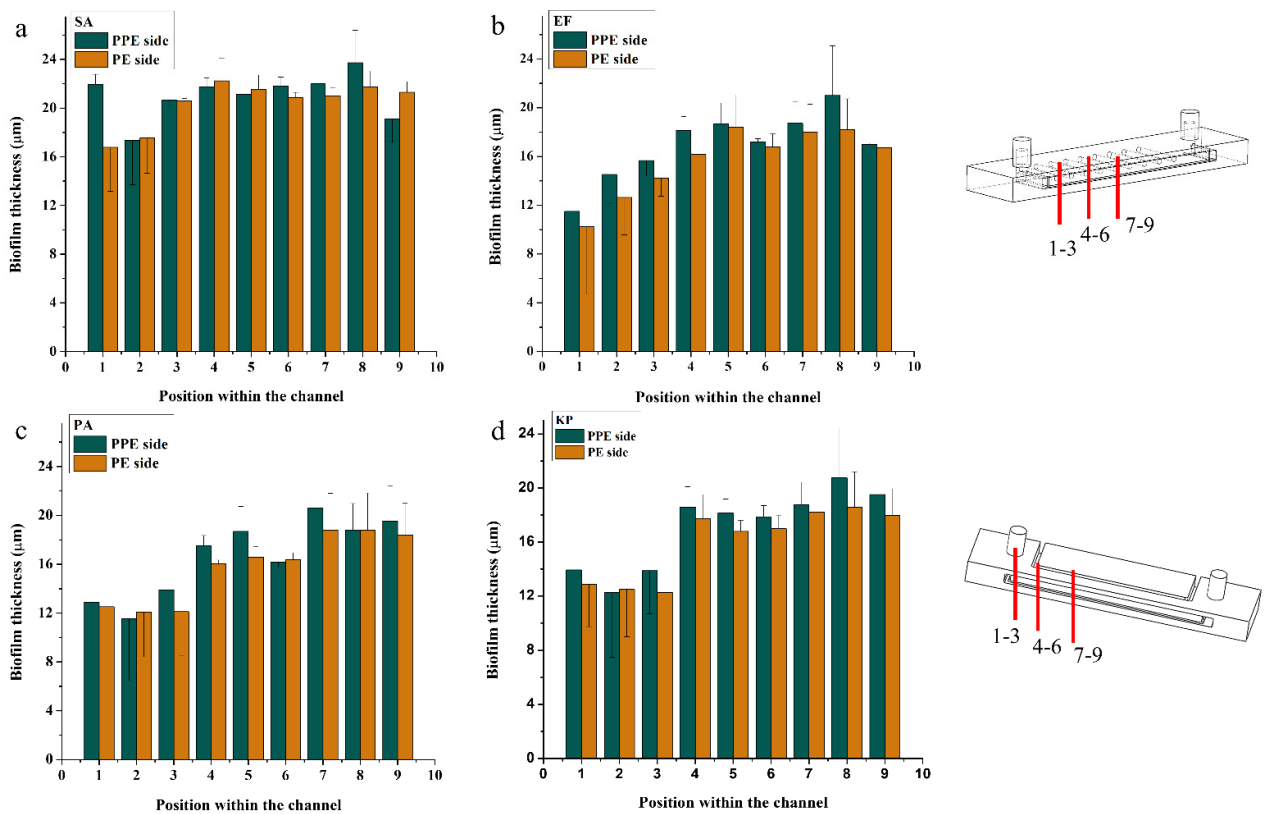 a
SA
PPE side
PE side
Biofilm thickness (μm)
24
20
16
12
8
4
0
0 1 2 3 4 5 6 7 8 9 10
Position within the channel
b
EF
PPE side
PE side
Biofilm thickness (μm)
24
20
16
12
8
4
0
0 1 2 3 4 5 6 7 8 9 10
Position within the channel
1-3
4-6
7-9
c
PA
PPE side
PE side
Biofilm thickness (μm)
24
20
16
12
8
4
0
0 1 2 3 4 5 6 7 8 9 10
Position within the channel
d
KP
PPE side
PE side
Biofilm thickness (μm)
24
20
16
12
8
4
0
0 1 2 3 4 5 6 7 8 9 10
Position within the channel
1-3
4-6
7-9